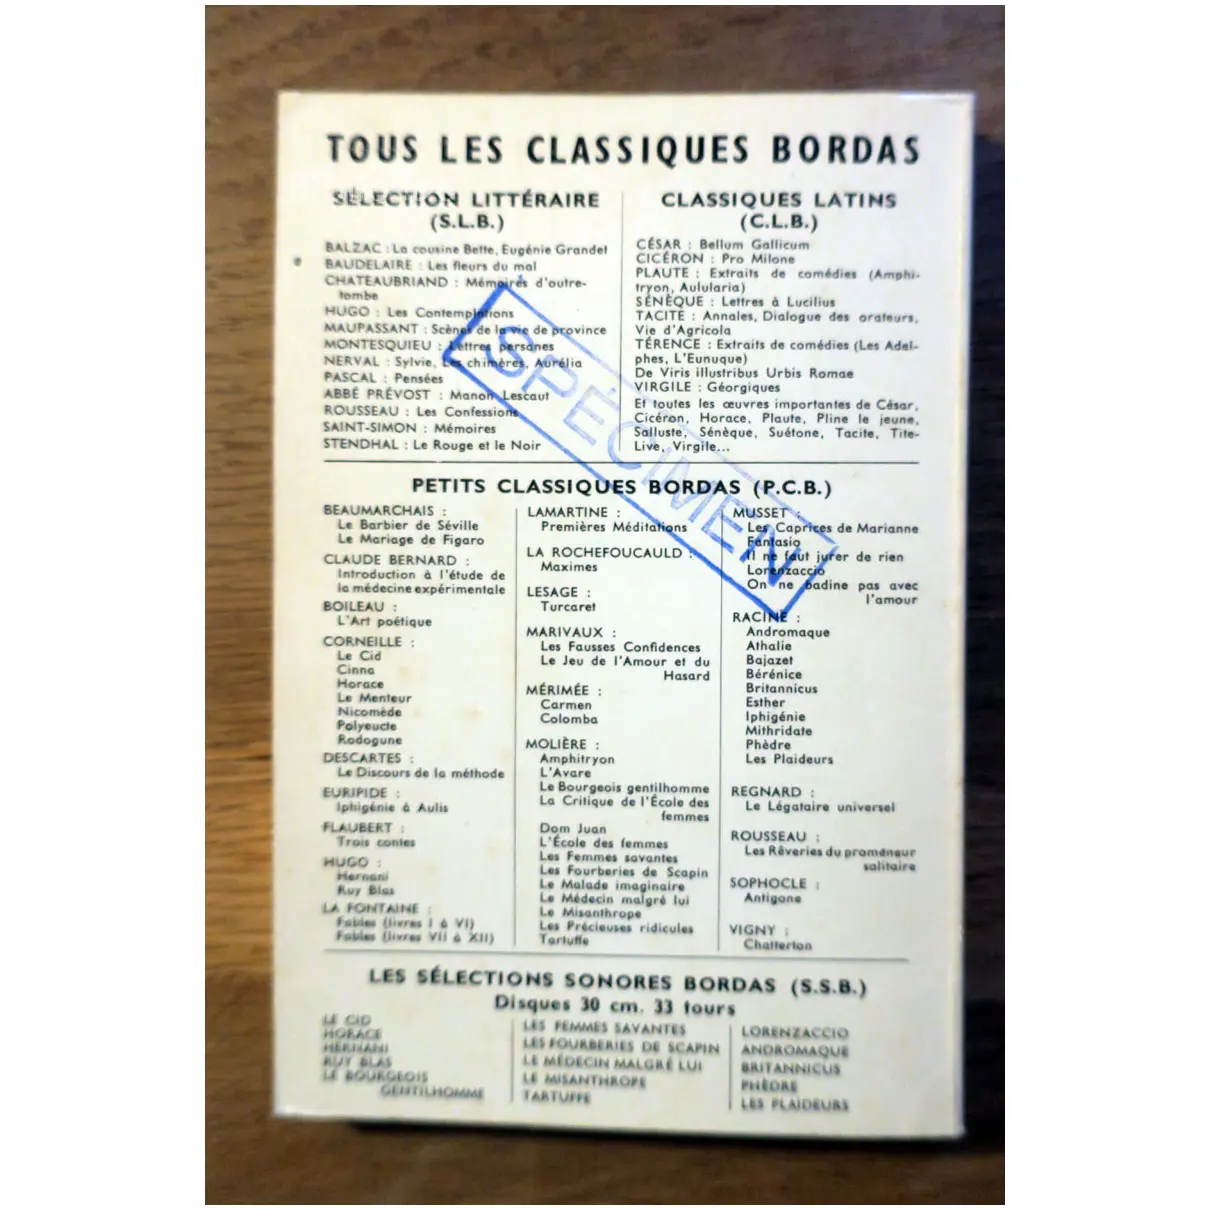 TOUS LES CLASSIQUES BORDAS
SÉLECTION LITTÉRAIRE
(S.L.B.)
BALZAC : La cousine Bette, Eugénie Grandet
BAUDELAIRE : Les fleurs du mal
CHATEAUBRIAND : Mémoires d'outre-
tombe
HUGO : Les Contemplations
MAUPASSANT : Scènes de la vie de province
MONTESQUIEU : Lettres persanes
NERVAL : Sylvie, Les chimères, Aurélia
PASCAL : Pensées
ABBÉ PRÉVOST : Manon Lescaut
ROUSSEAU : Les Confessions
SAINT-SIMON : Mémoires
STENDHAL : Le Rouge et le Noir
CLASSIQUES LATINS
(C.L.B.)
CÉSAR : Bellum Gallicum
CICÉRON : Pro Milone
PLAUTE : Extraits de comédies (Amphi-
tryon, Aulularia)
SÉNÈQUE : Lettres à Lucilius
TACITE : Annales, Dialogue des orateurs,
Vie d'Agricola
TÉRENCE : Extraits de comédies (Les Adel-
phes, L'Eunuque)
De Viris illustribus Urbis Romae
VIRGILE : Géorgiques
Et toutes les œuvres importantes de César,
Cicéron, Horace, Plaute, Pline le jeune,
Salluste, Sénèque, Suétone, Tacite, Tite-
Live, Virgile...
SPÉCIMEN
PETITS CLASSIQUES BORDAS (P.C.B.)
BEAUMARCHAIS :
Le Barbier de Séville
Le Mariage de Figaro
CLAUDE BERNARD :
Introduction à l'étude de
la médecine expérimentale
BOILEAU :
L'Art poétique
CORNEILLE :
Le Cid
Cinna
Horace
Le Menteur
Nicomède
Polyeucte
Rodogune
DESCARTES :
Le Discours de la méthode
EURIPIDE :
Iphigénie à Aulis
FLAUBERT :
Trois contes
HUGO :
Hernani
Ruy Blas
LA FONTAINE :
Fables (livres I à VI)
Fables (livres VII à XII)
LAMARTINE :
Premières Méditations
LA ROCHEFOUCAULD :
Maximes
LESAGE :
Turcaret
MARIVAUX :
Les Fausses Confidences
Le Jeu de l'Amour et du
Hasard
MÉRIMÉE :
Carmen
Colomba
MOLIÈRE :
Amphitryon
L'Avare
Le Bourgeois gentilhomme
La Critique de l'École des
femmes
Dom Juan
L'École des femmes
Les Femmes savantes
Les Fourberies de Scapin
Le Malade imaginaire
Le Médecin malgré lui
Le Misanthrope
Les Précieuses ridicules
Tartuffe
MUSSET :
Les Caprices de Marianne
Fantasio
Il ne faut jurer de rien
Lorenzaccio
On ne badine pas avec
l'amour
RACINE :
Andromaque
Athalie
Bajazet
Bérénice
Britannicus
Esther
Iphigénie
Mithridate
Phèdre
Les Plaideurs
REGNARD :
Le Légataire universel
ROUSSEAU :
Les Rêveries du promeneur
solitaire
SOPHOCLE :
Antigone
VIGNY :
Chatterton
LES SÉLECTIONS SONORES BORDAS (S.S.B.)
Disques 30 cm. 33 tours
LE CID
HORACE
HERNANI
RUY BLAS
LE BOURGEOIS
GENTILHOMME
LES FEMMES SAVANTES
LES FOURBERIES DE SCAPIN
LE MÉDECIN MALGRÉ LUI
LE MISANTHROPE
TARTUFFE
LORENZACCIO
ANDROMAQUE
BRITANNICUS
PHÈDRE
LES PLAIDEURS